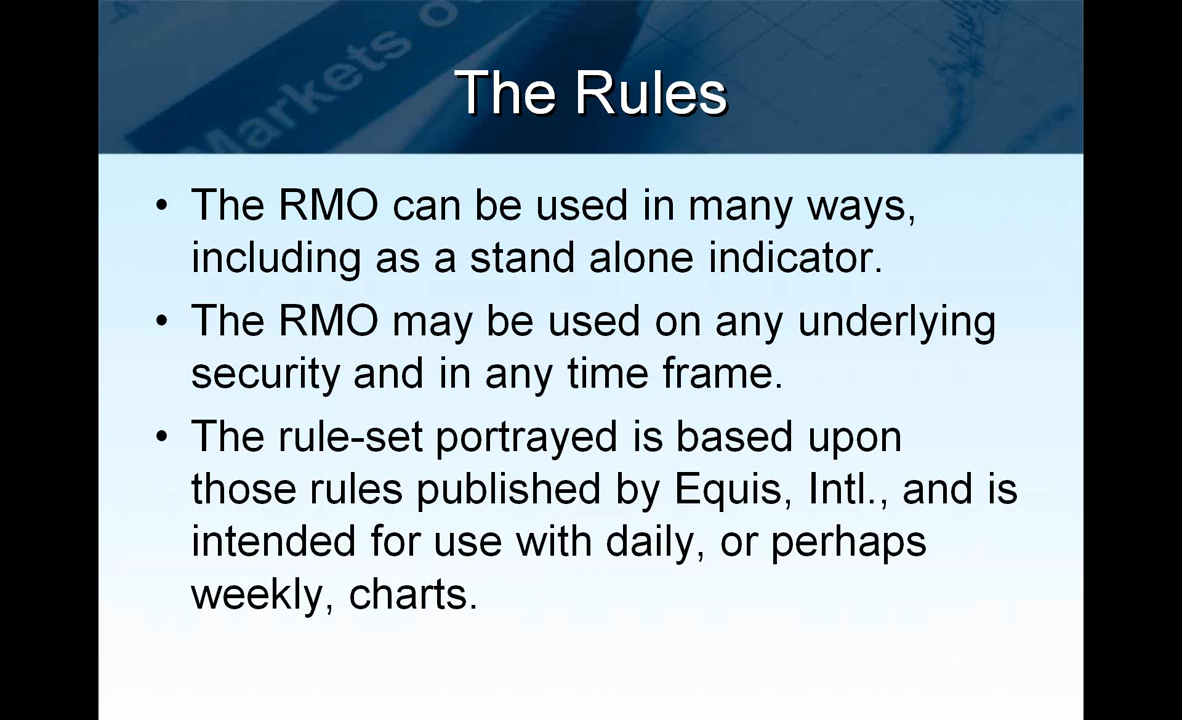 Markets o
The Rules
• The RMO can be used in many ways,
including as a stand alone indicator.
• The RMO may be used on any underlying
security and in any time frame.
• The rule-set portrayed is based upon
those rules published by Equis, Intl., and is
intended for use with daily, or perhaps
weekly, charts.